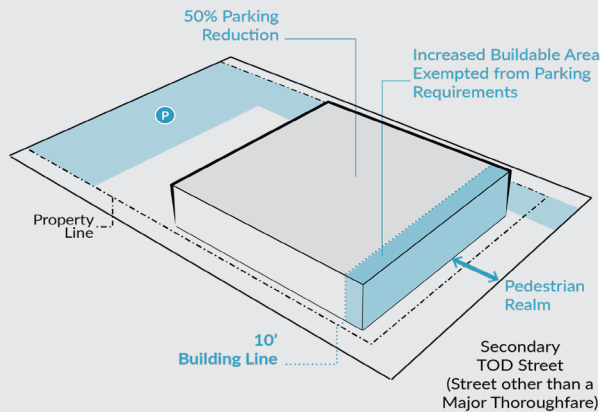 50% Parking
Reduction
Increased Buildable Area
Exempted from Parking
Requirements
P
Property
Line
Pedestrian
Realm
10’
Building Line
Secondary
TOD Street
(Street other than a
Major Thoroughfare)